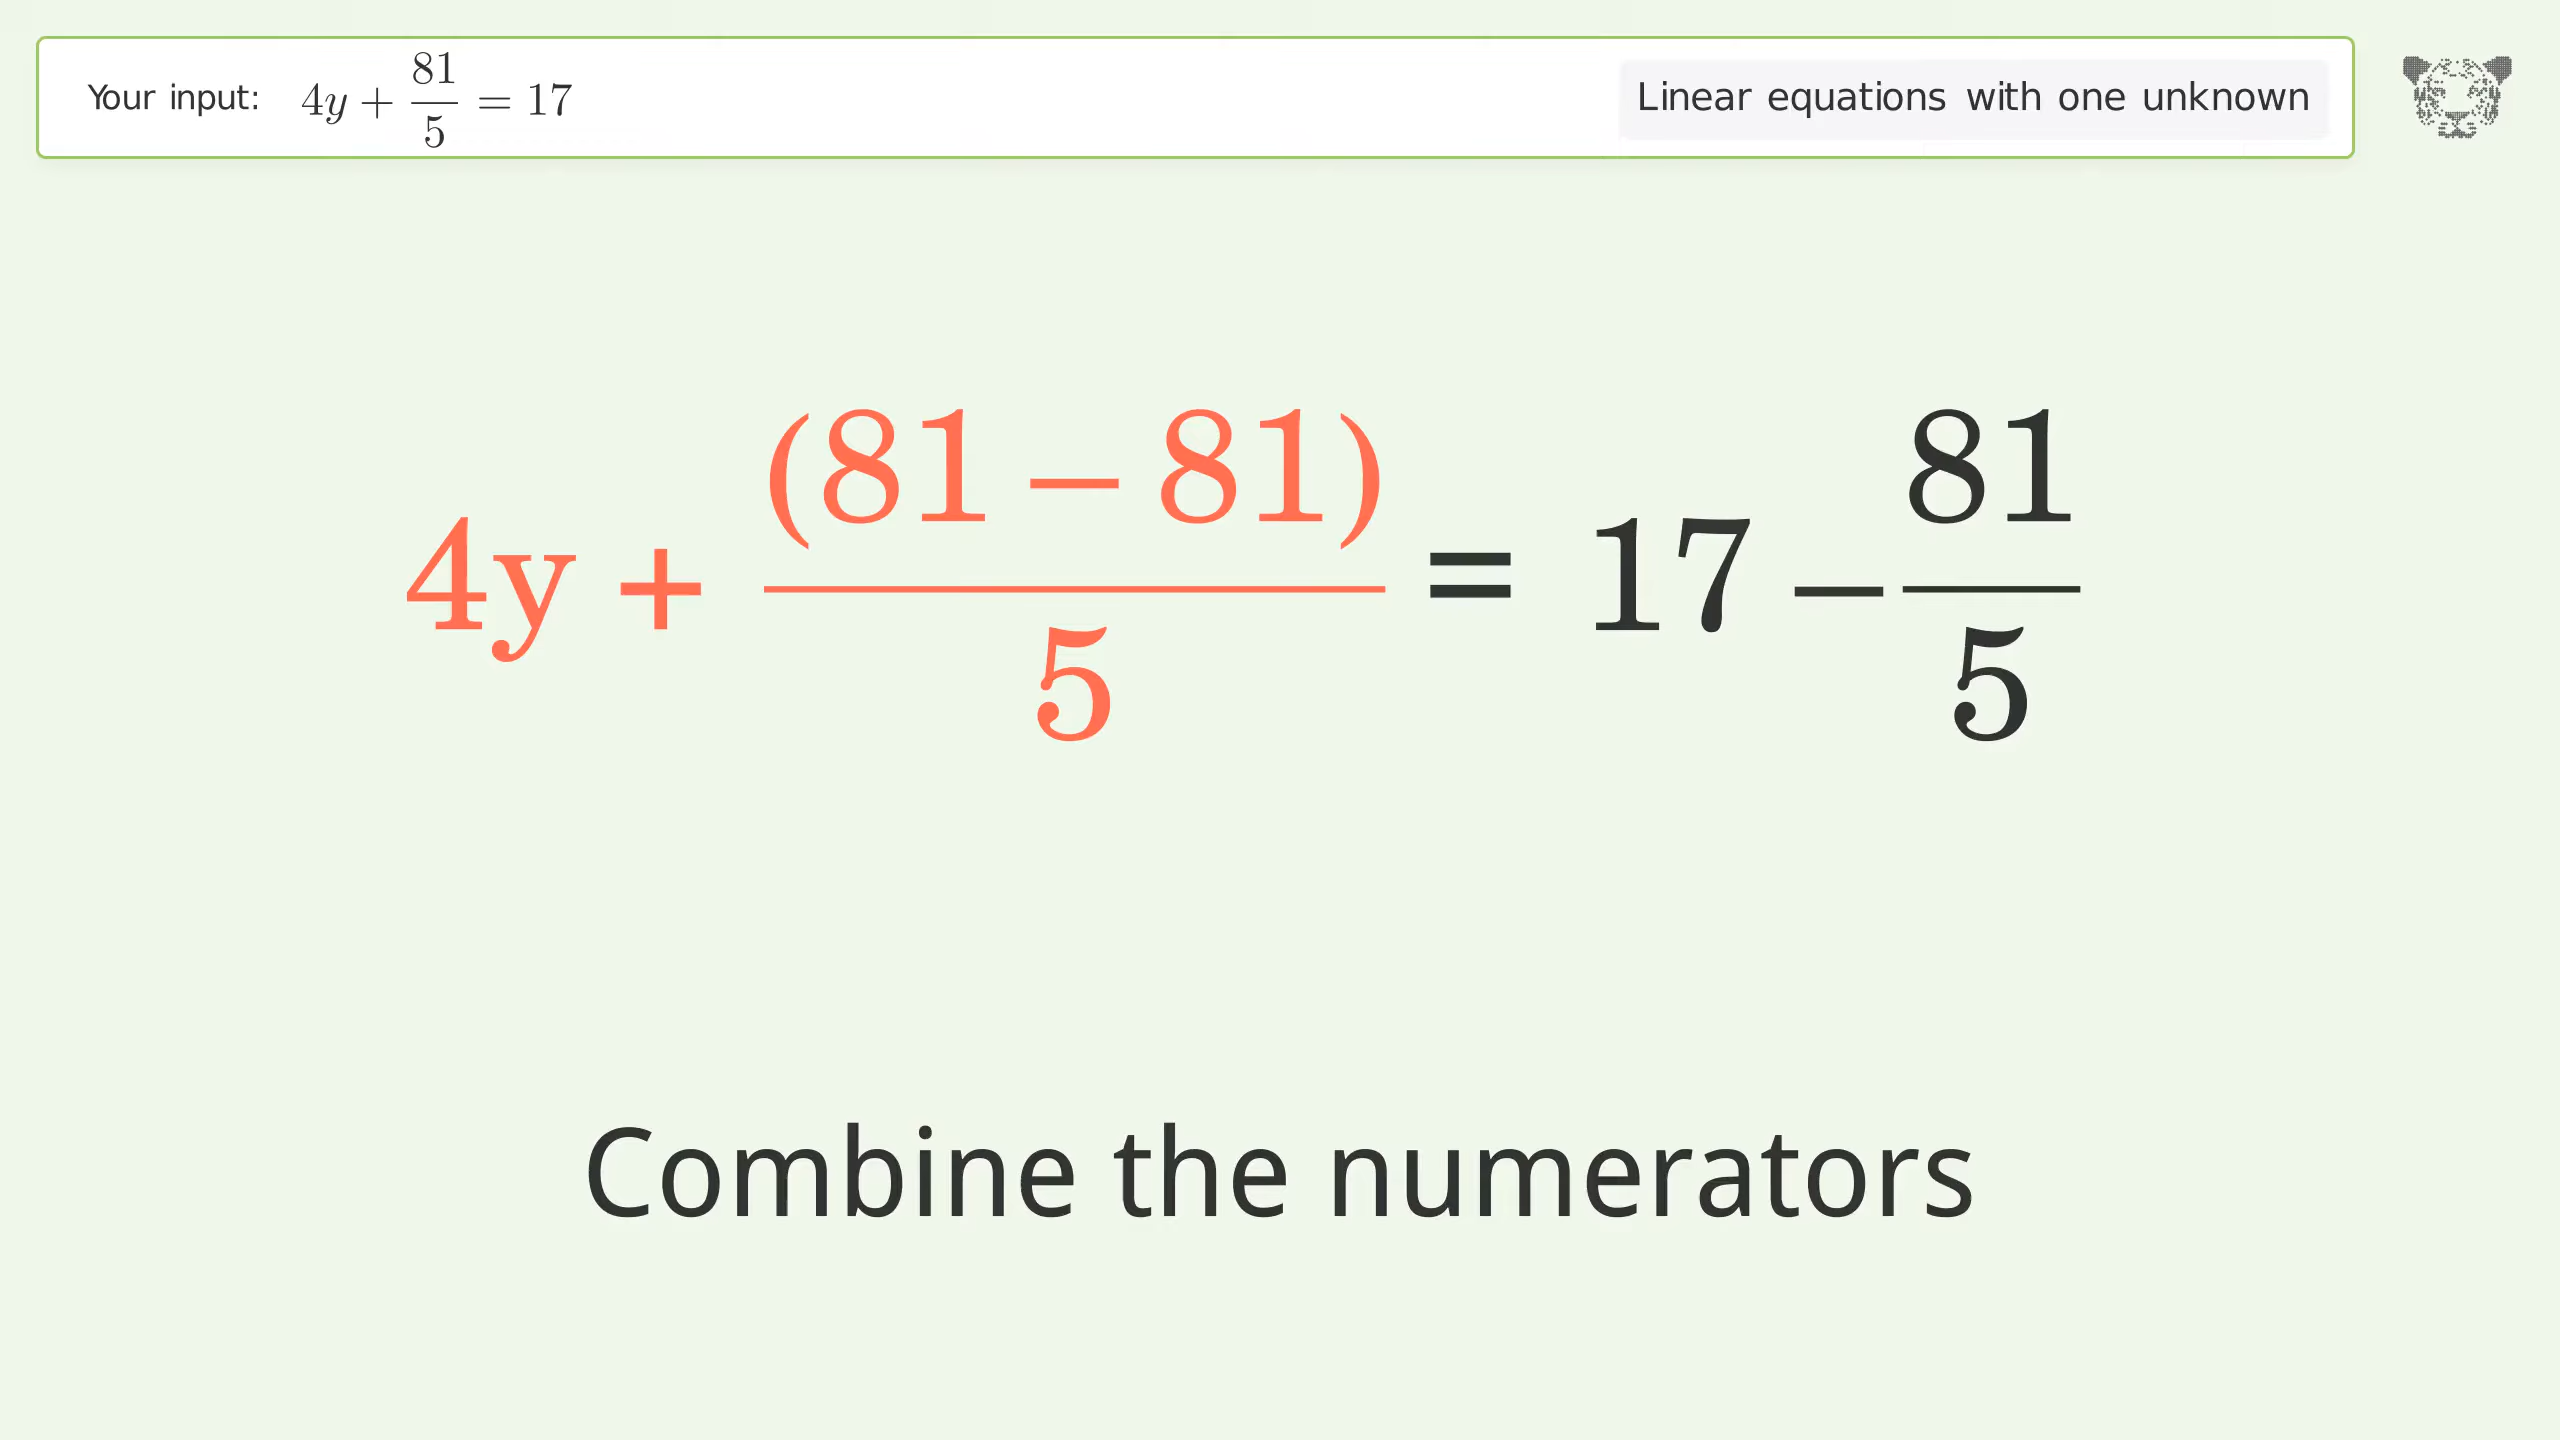 Your input: 4y + 81/5 = 17
Linear equations with one unknown
4y + (81 – 81)/5 = 17 – 81/5
Combine the numerators